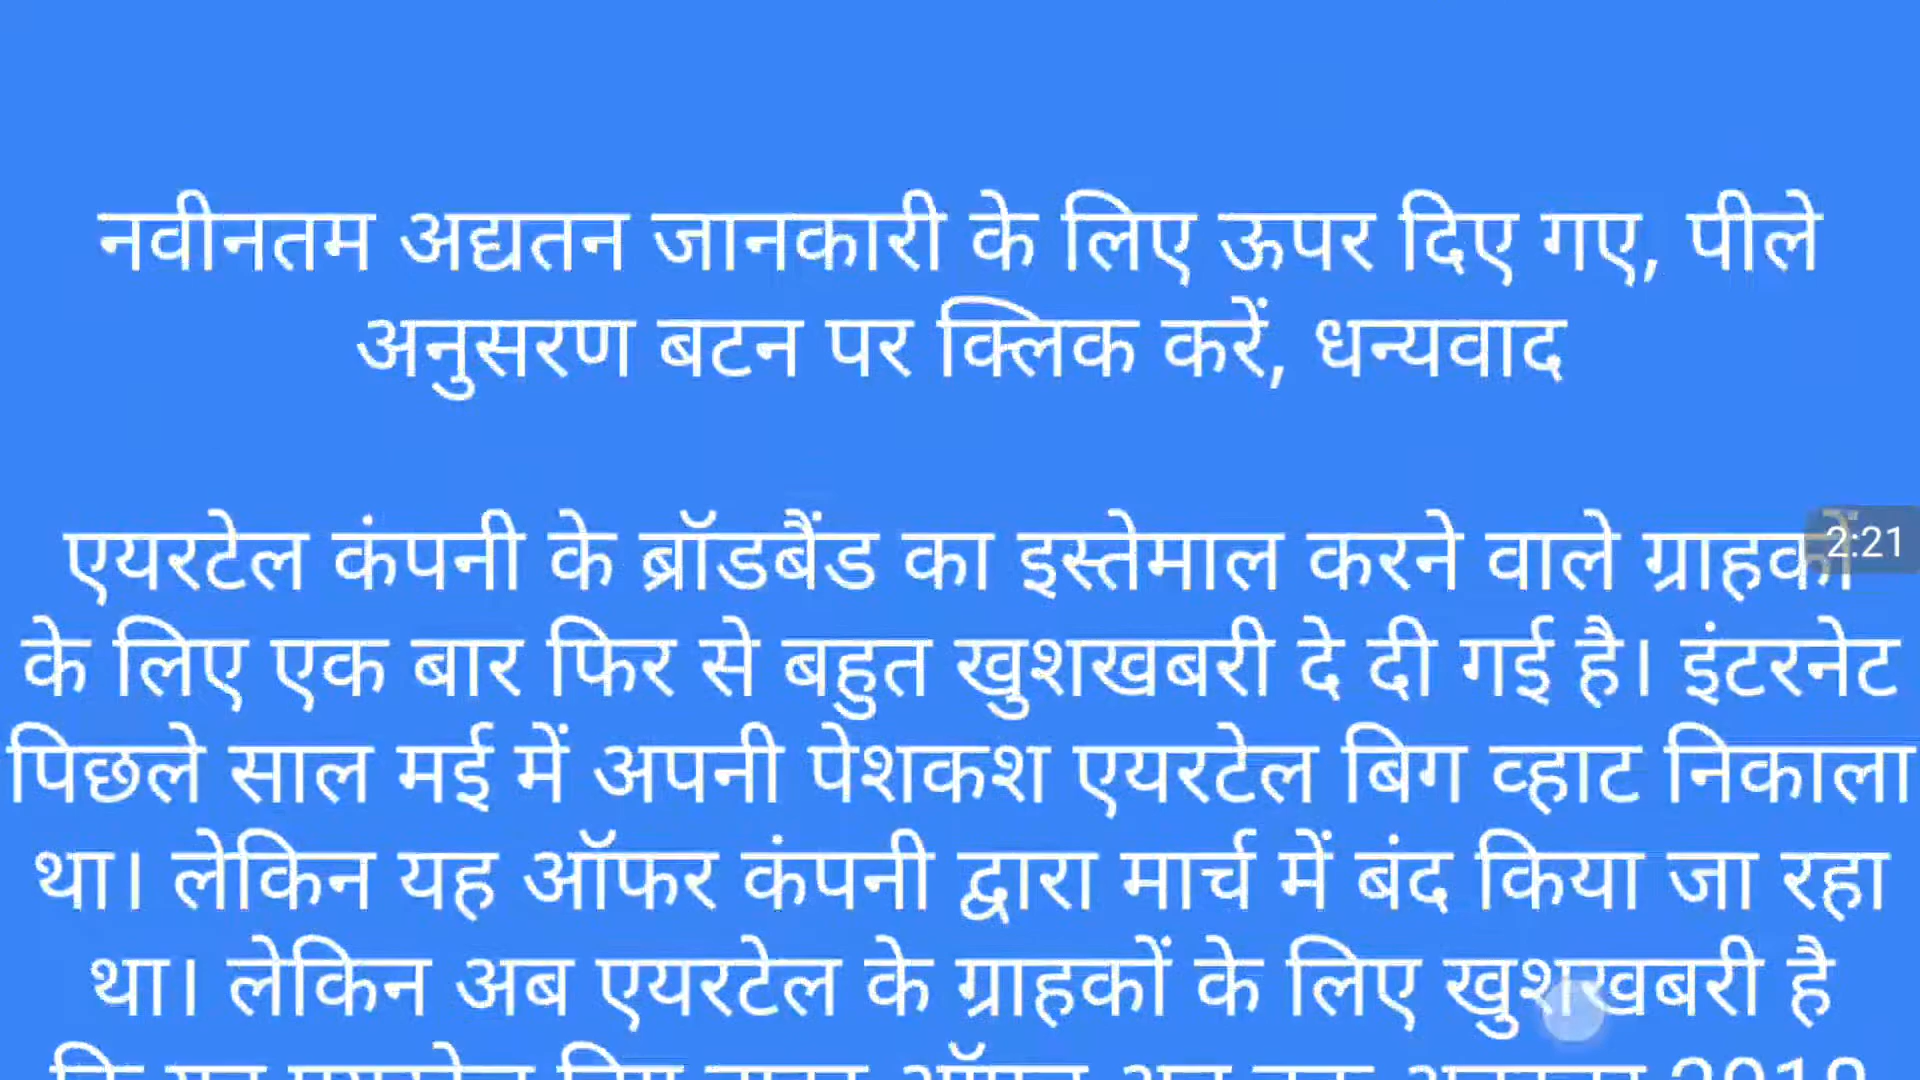 नवीनतम अद्यतन जानकारी के लिए ऊपर दिए गए, पीले
अनुसरण बटन पर क्लिक करें, धन्यवाद
एयरटेल कंपनी के ब्रॉडबैंड का इस्तेमाल करने वाले ग्राहकों
2:21
के लिए एक बार फिर से बहुत खुशखबरी दे दी गई है। इंटरनेट
पिछले साल मई में अपनी पेशकश एयरटेल बिग व्हाट निकाला
था। लेकिन यह ऑफर कंपनी द्वारा मार्च में बंद किया जा रहा
था। लेकिन अब एयरटेल के ग्राहकों के लिए खुशखबरी है